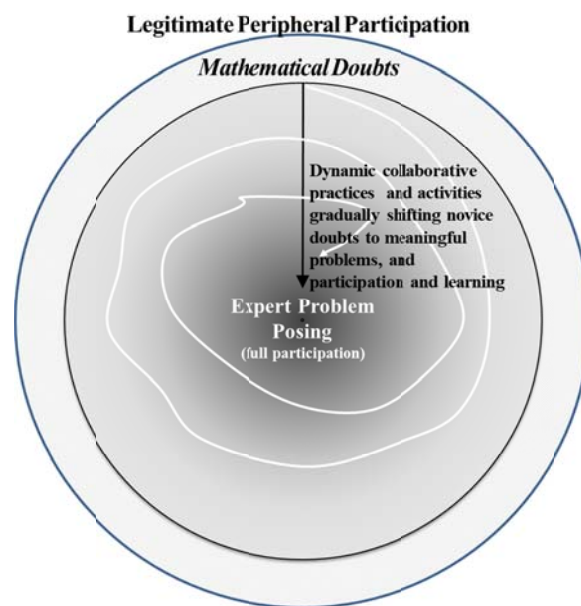 Legitimate Peripheral Participation
Mathematical Doubts
Dynamic collaborative
practices and activities
gradually shifting novice
doubts to meaningful
problems, and
participation and learning
Expert Problem
Posing
(full participation)